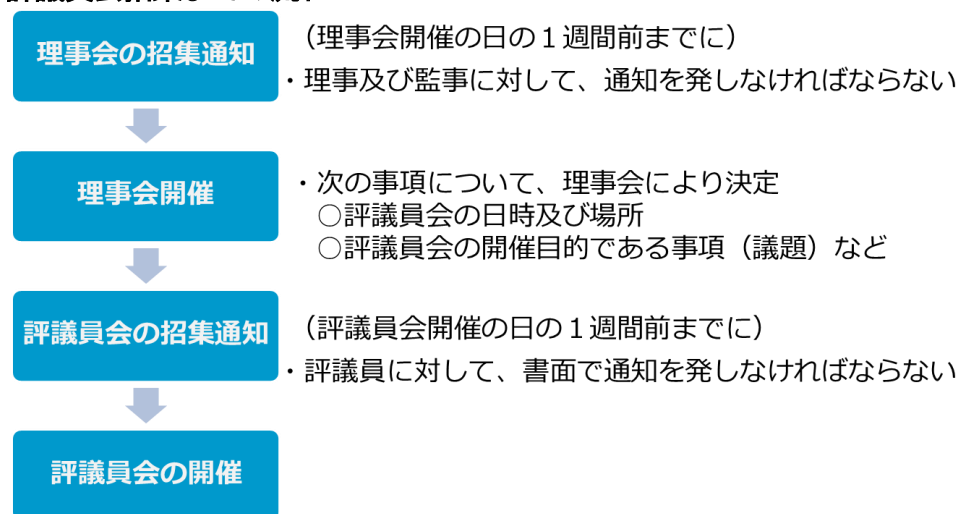 理事会の招集通知
（理事会開催の日の１週間前までに）
・理事及び監事に対して、通知を発しなければならない
理事会開催
・次の事項について、理事会により決定
○評議員会の日時及び場所
○評議員会の開催目的である事項（議題）など
評議員会の招集通知
（評議員会開催の日の１週間前までに）
・評議員に対して、書面で通知を発しなければならない
評議員会の開催